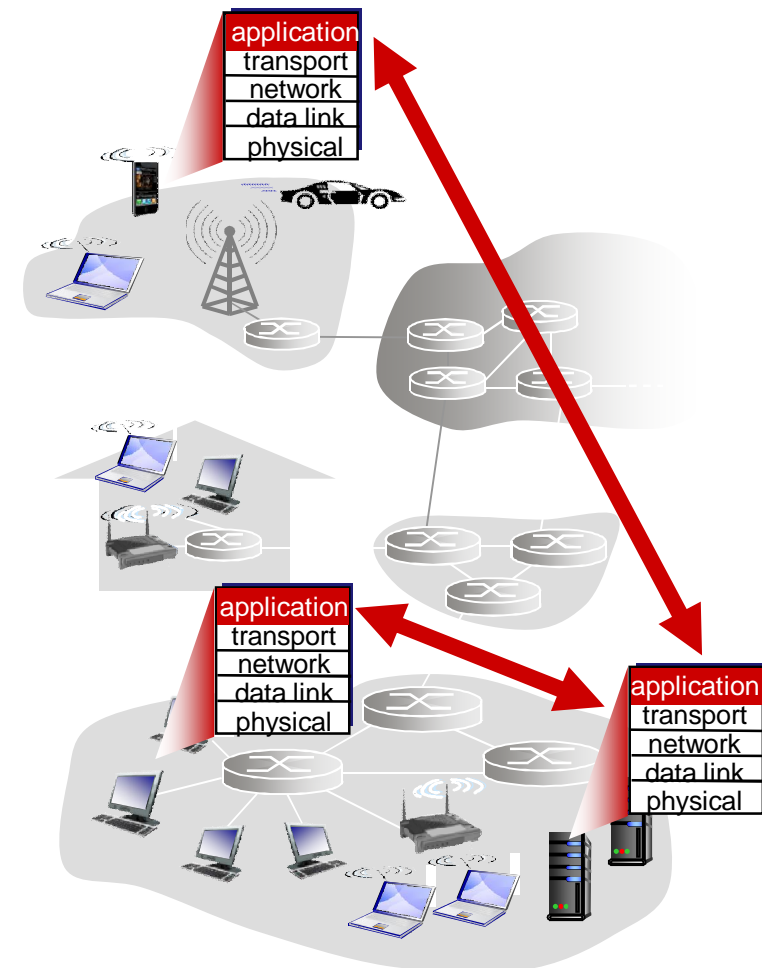 application
transport
network
data link
physical
application
transport
network
data link
physical
application
transport
network
data link
physical